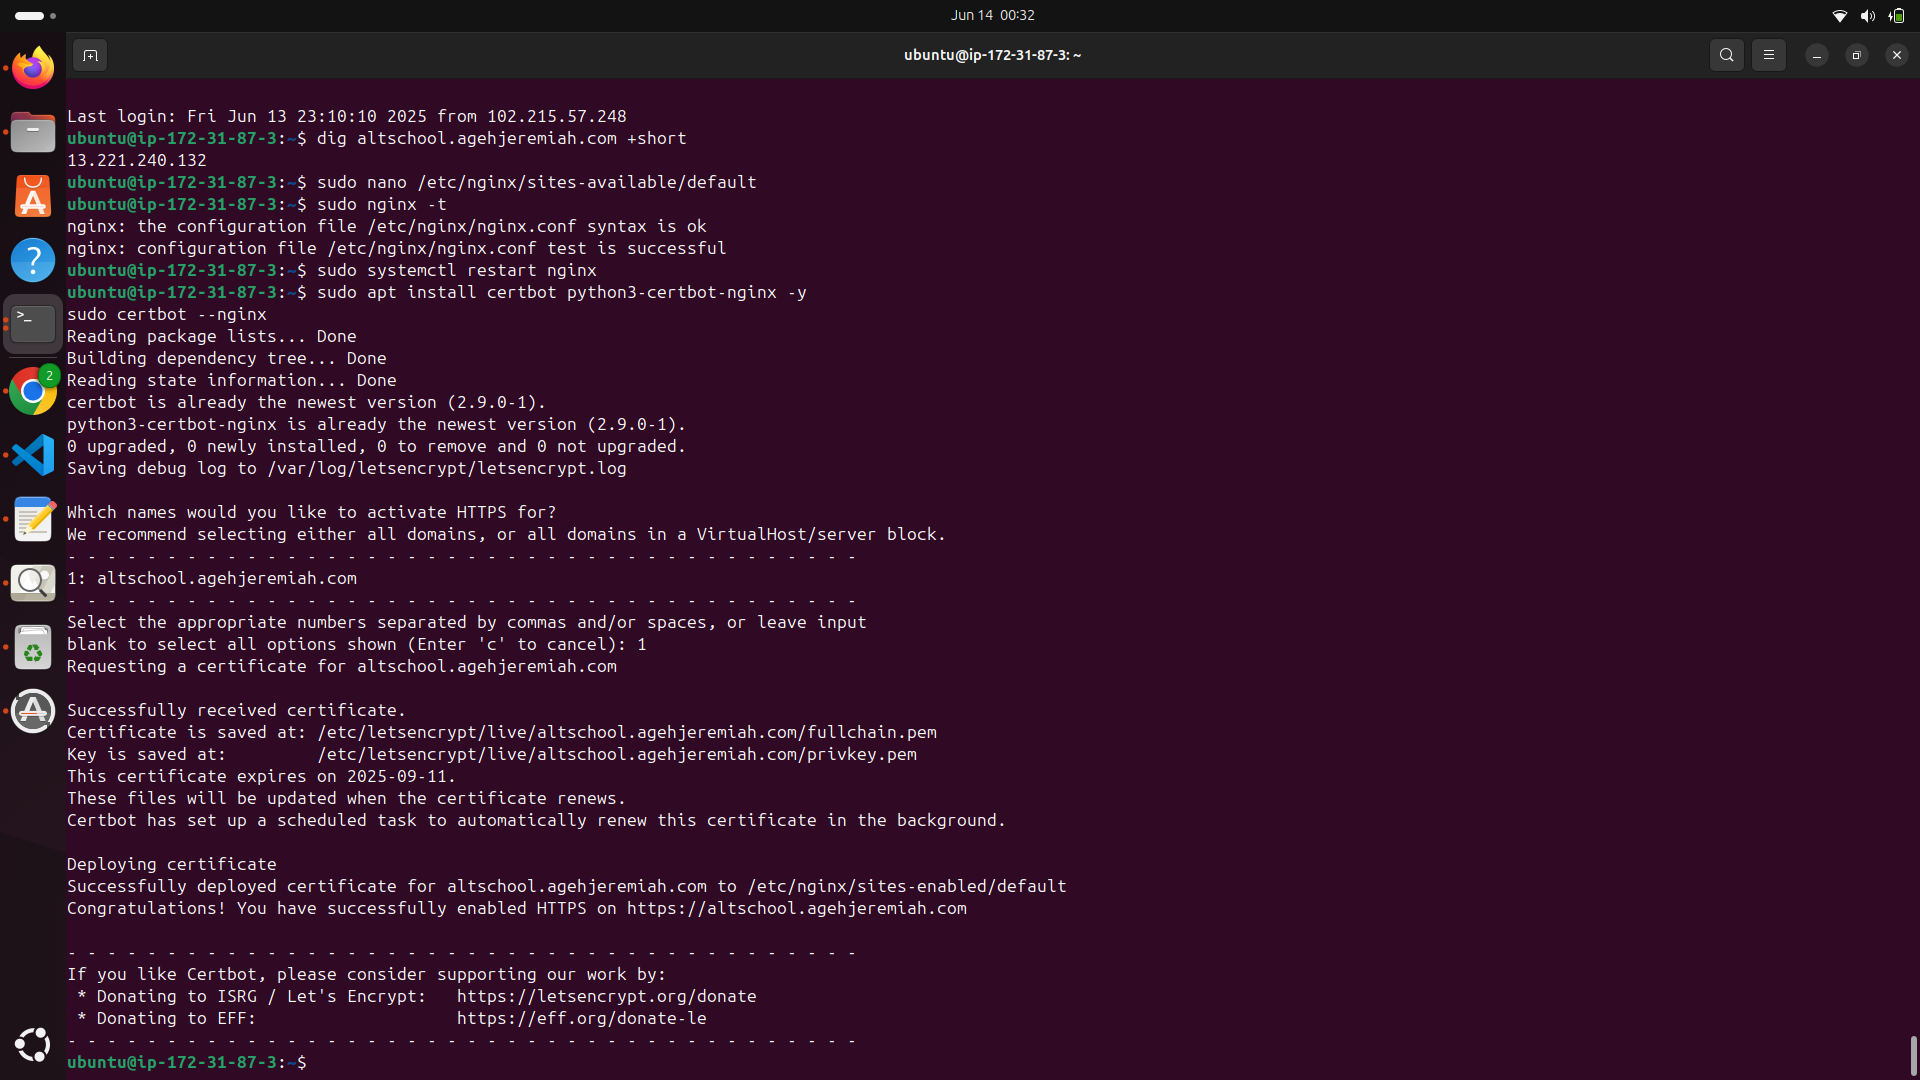 Jun 14 00:32
ubuntu@ip-172-31-87-3: ~
Last login: Fri Jun 13 23:10:10 2025 from 102.215.57.248
ubuntu@ip-172-31-87-3:~$ dig altschool.agehjeremiah.com +short
13.221.240.132
ubuntu@ip-172-31-87-3:~$ sudo nano /etc/nginx/sites-available/default
ubuntu@ip-172-31-87-3:~$ sudo nginx -t
nginx: the configuration file /etc/nginx/nginx.conf syntax is ok
nginx: configuration file /etc/nginx/nginx.conf test is successful
ubuntu@ip-172-31-87-3:~$ sudo systemctl restart nginx
ubuntu@ip-172-31-87-3:~$ sudo apt install certbot python3-certbot-nginx -y
sudo certbot --nginx
Reading package lists... Done
Building dependency tree... Done
Reading state information... Done
certbot is already the newest version (2.9.0-1).
python3-certbot-nginx is already the newest version (2.9.0-1).
0 upgraded, 0 newly installed, 0 to remove and 0 not upgraded.
Saving debug log to /var/log/letsencrypt/letsencrypt.log
Which names would you like to activate HTTPS for?
We recommend selecting either all domains, or all domains in a VirtualHost/server block.
- - - - - - - - - - - - - - - - - - - - - - - - - - - - - - - - - - - - - - - -
1: altschool.agehjeremiah.com
- - - - - - - - - - - - - - - - - - - - - - - - - - - - - - - - - - - - - - - -
Select the appropriate numbers separated by commas and/or spaces, or leave input
blank to select all options shown (Enter 'c' to cancel): 1
Requesting a certificate for altschool.agehjeremiah.com
Successfully received certificate.
Certificate is saved at: /etc/letsencrypt/live/altschool.agehjeremiah.com/fullchain.pem
Key is saved at:         /etc/letsencrypt/live/altschool.agehjeremiah.com/privkey.pem
This certificate expires on 2025-09-11.
These files will be updated when the certificate renews.
Certbot has set up a scheduled task to automatically renew this certificate in the background.
Deploying certificate
Successfully deployed certificate for altschool.agehjeremiah.com to /etc/nginx/sites-enabled/default
Congratulations! You have successfully enabled HTTPS on https://altschool.agehjeremiah.com
- - - - - - - - - - - - - - - - - - - - - - - - - - - - - - - - - - - - - - - -
If you like Certbot, please consider supporting our work by:
 * Donating to ISRG / Let's Encrypt:   https://letsencrypt.org/donate
 * Donating to EFF:                    https://eff.org/donate-le
- - - - - - - - - - - - - - - - - - - - - - - - - - - - - - - - - - - - - - - -
ubuntu@ip-172-31-87-3:~$
?
>_
2